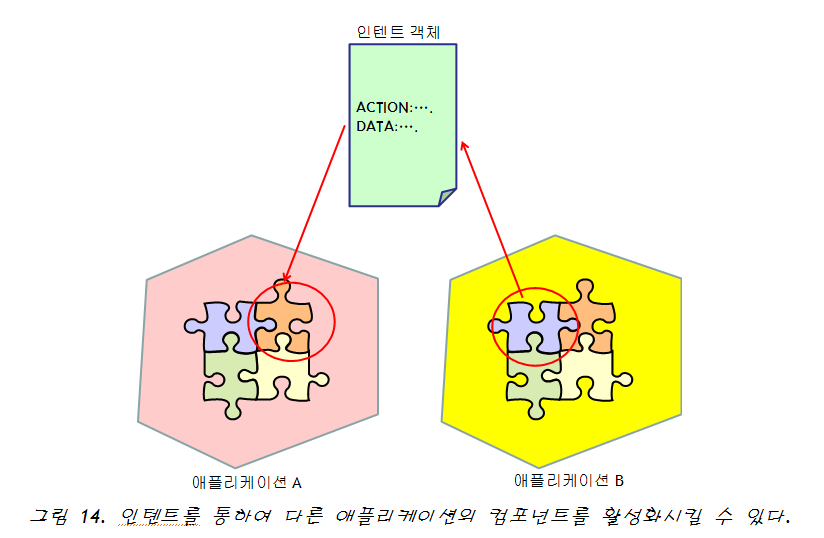 인텐트 객체
ACTION:….
DATA:….
애플리케이션 A
애플리케이션 B
그림 14. 인텐트를 통하여 다른 애플리케이션의 컴포넌트를 활성화시킬 수 있다.